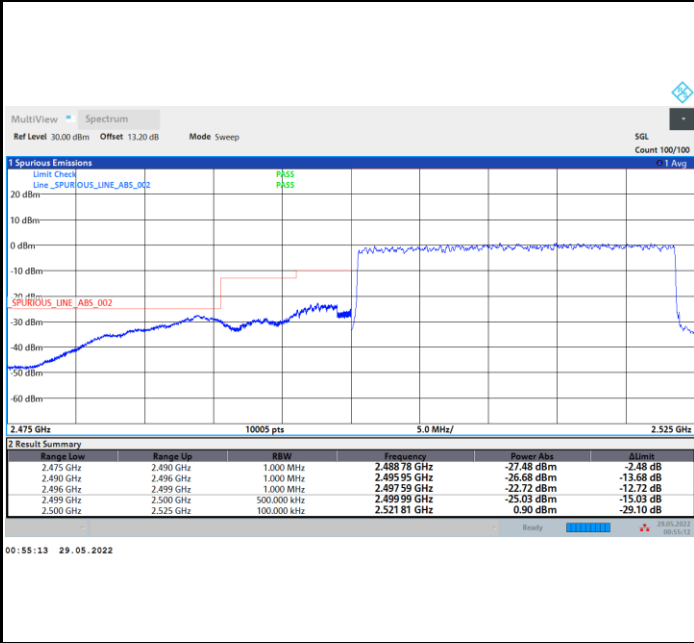 MultiView Spectrum
Ref Level 30.00 dBm Offset 13.20 dB Mode Sweep SGL
Count 100/100
1 Spurious Emissions 1 Avg
Limit Check PASS
Line _SPURIOUS_LINE_ABS_002 PASS
20 dBm
10 dBm
0 dBm
-10 dBm
-20 dBm
_SPURIOUS_LINE_ABS_002
-30 dBm
-40 dBm
-50 dBm
-60 dBm
2.475 GHz 10005 pts 5.0 MHz/ 2.525 GHz
2 Result Summary
Range Low Range Up RBW Frequency Power Abs ΔLimit
2.475 GHz 2.490 GHz 1.000 MHz 2.488 78 GHz -27.48 dBm -2.48 dB
2.490 GHz 2.496 GHz 1.000 MHz 2.495 95 GHz -26.68 dBm -13.68 dB
2.496 GHz 2.499 GHz 1.000 MHz 2.497 59 GHz -22.72 dBm -12.72 dB
2.499 GHz 2.500 GHz 500.000 kHz 2.499 99 GHz -25.03 dBm -15.03 dB
2.500 GHz 2.525 GHz 100.000 kHz 2.521 81 GHz 0.90 dBm -29.10 dB
Ready 29.05.2022
00:55:12
00:55:13 29.05.2022